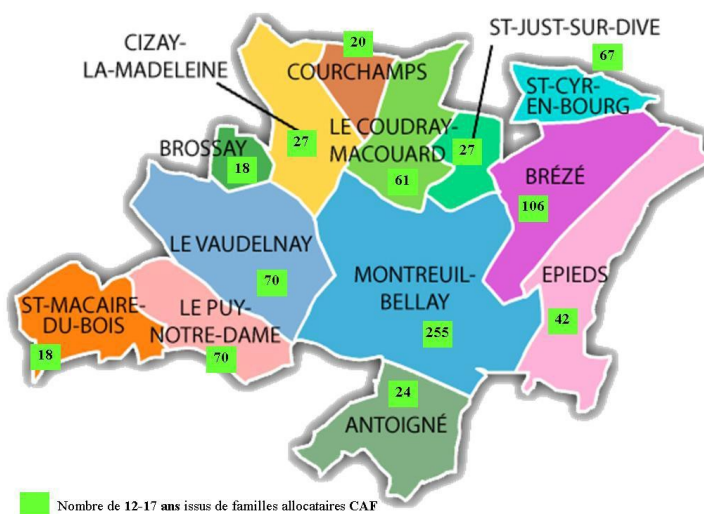 ST-JUST-SUR-DIVE
20
CIZAY-
LA-MADELEINE
67
COURCHAMPS
ST-CYR-
EN-BOURG
LE COUDRAY-
MACOUARD
27
27
BROSSAY
18
61
BRÉZÉ
106
LE VAUDELNAY
70
MONTREUIL-
BELLAY
255
EPIEDS
42
ST-MACAIRE-
DU-BOIS
18
LE PUY-
NOTRE-DAME
70
24
ANTOIGNÉ
Nombre de 12-17 ans issus de familles allocataires CAF